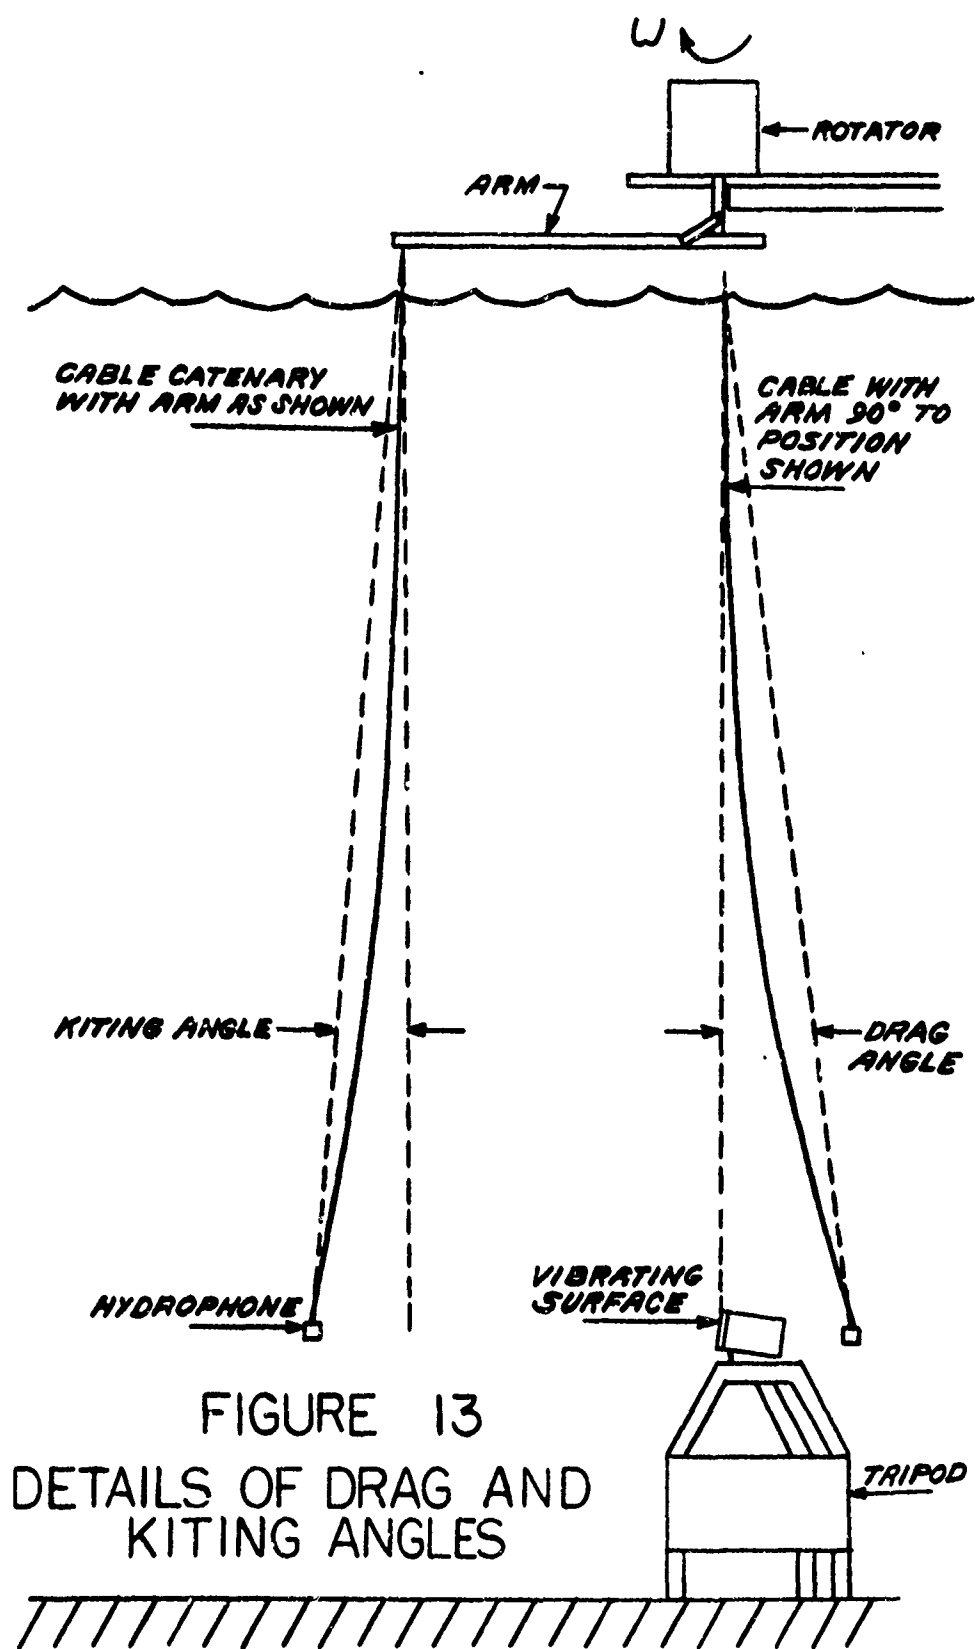 W
ROTATOR
ARM
CABLE CATENARY
WITH ARM AS SHOWN
CABLE WITH
ARM 90° TO
POSITION
SHOWN
KITING ANGLE
DRAG
ANGLE
VIBRATING
SURFACE
HYDROPHONE
TRIPOD
FIGURE 13
DETAILS OF DRAG AND
KITING ANGLES